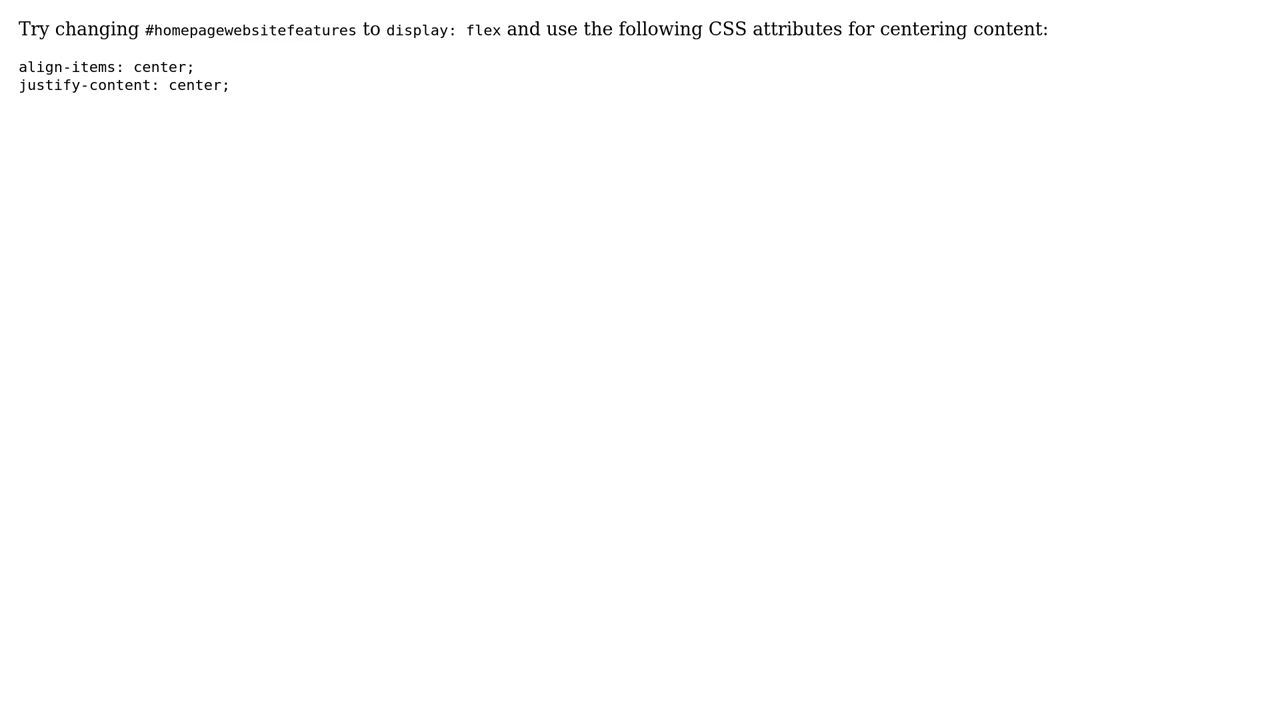 Try changing #homepagewebsitefeatures to display: flex and use the following CSS attributes for centering content:
align-items: center;
justify-content: center;